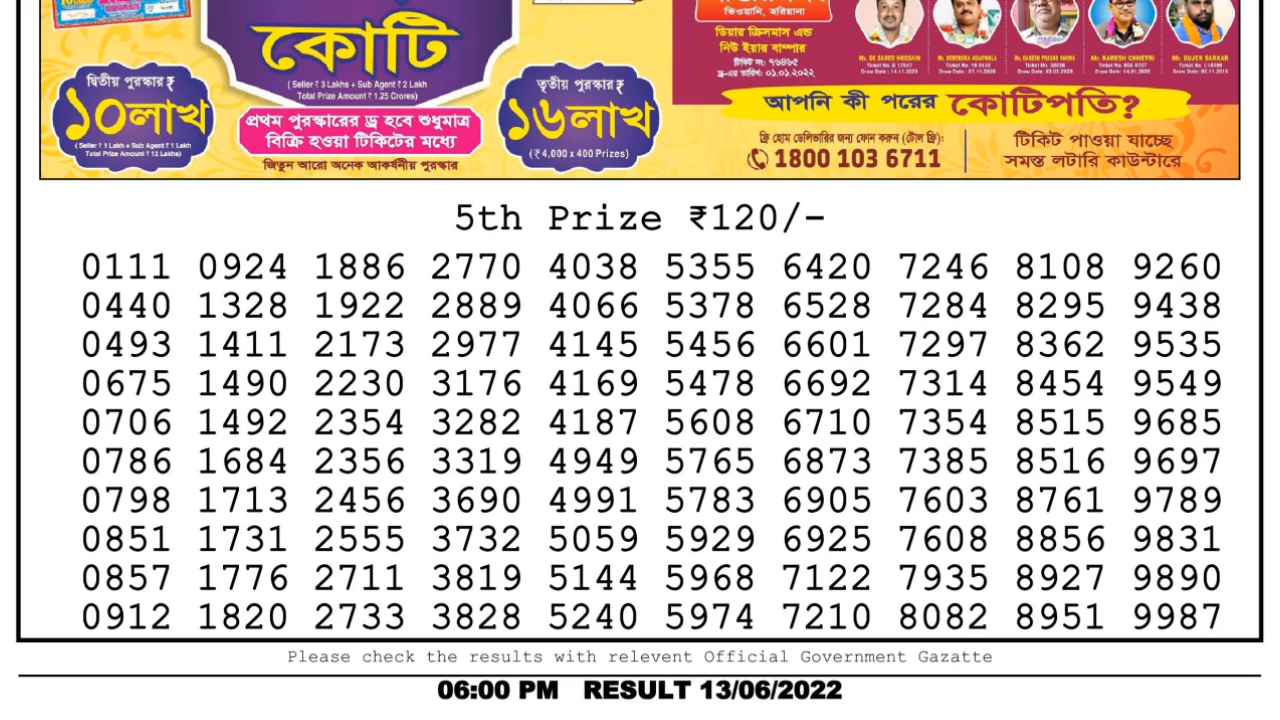 কোটি
( Seller ₹ 3 Lakhs + Sub Agent ₹ 2 Lakh
Total Prize Amount ₹ 1.25 Crores)
দ্বিতীয় পুরস্কার ₹
১০লাখ
( Seller ₹ 1 Lakh + Sub Agent ₹ 1 Lakh
Total Prize Amount ₹ 12 Lakhs)
প্রথম পুরস্কারের ড্র হবে শুধুমাত্র
বিক্রি হওয়া টিকিটের মধ্যে
জিতুন আরো অনেক আকর্ষনীয় পুরস্কার
তৃতীয় পুরস্কার ₹
১৬লাখ
(₹4,000 x 400 Prizes)
ভিওয়ানি, হরিয়ানা
ডিয়ার ক্রিসমাস এন্ড
নিউ ইয়ার বাম্পার
টিকিট নং: ৭৬৪৬৫
ড্র-এর তারিখ: ০১.০১.২০২২
আপনি কী পরের কোটিপতি?
ফ্রি হোম ডেলিভারির জন্য ফোন করুন (টোল ফ্রি):
1800 103 6711
টিকিট পাওয়া যাচ্ছে
সমস্ত লটারি কাউন্টারে
5th Prize ₹120/-
0111 0924 1886 2770 4038 5355 6420 7246 8108 9260
0440 1328 1922 2889 4066 5378 6528 7284 8295 9438
0493 1411 2173 2977 4145 5456 6601 7297 8362 9535
0675 1490 2230 3176 4169 5478 6692 7314 8454 9549
0706 1492 2354 3282 4187 5608 6710 7354 8515 9685
0786 1684 2356 3319 4949 5765 6873 7385 8516 9697
0798 1713 2456 3690 4991 5783 6905 7603 8761 9789
0851 1731 2555 3732 5059 5929 6925 7608 8856 9831
0857 1776 2711 3819 5144 5968 7122 7935 8927 9890
0912 1820 2733 3828 5240 5974 7210 8082 8951 9987
Please check the results with relevent Official Government Gazatte
06:00 PM RESULT 13/06/2022